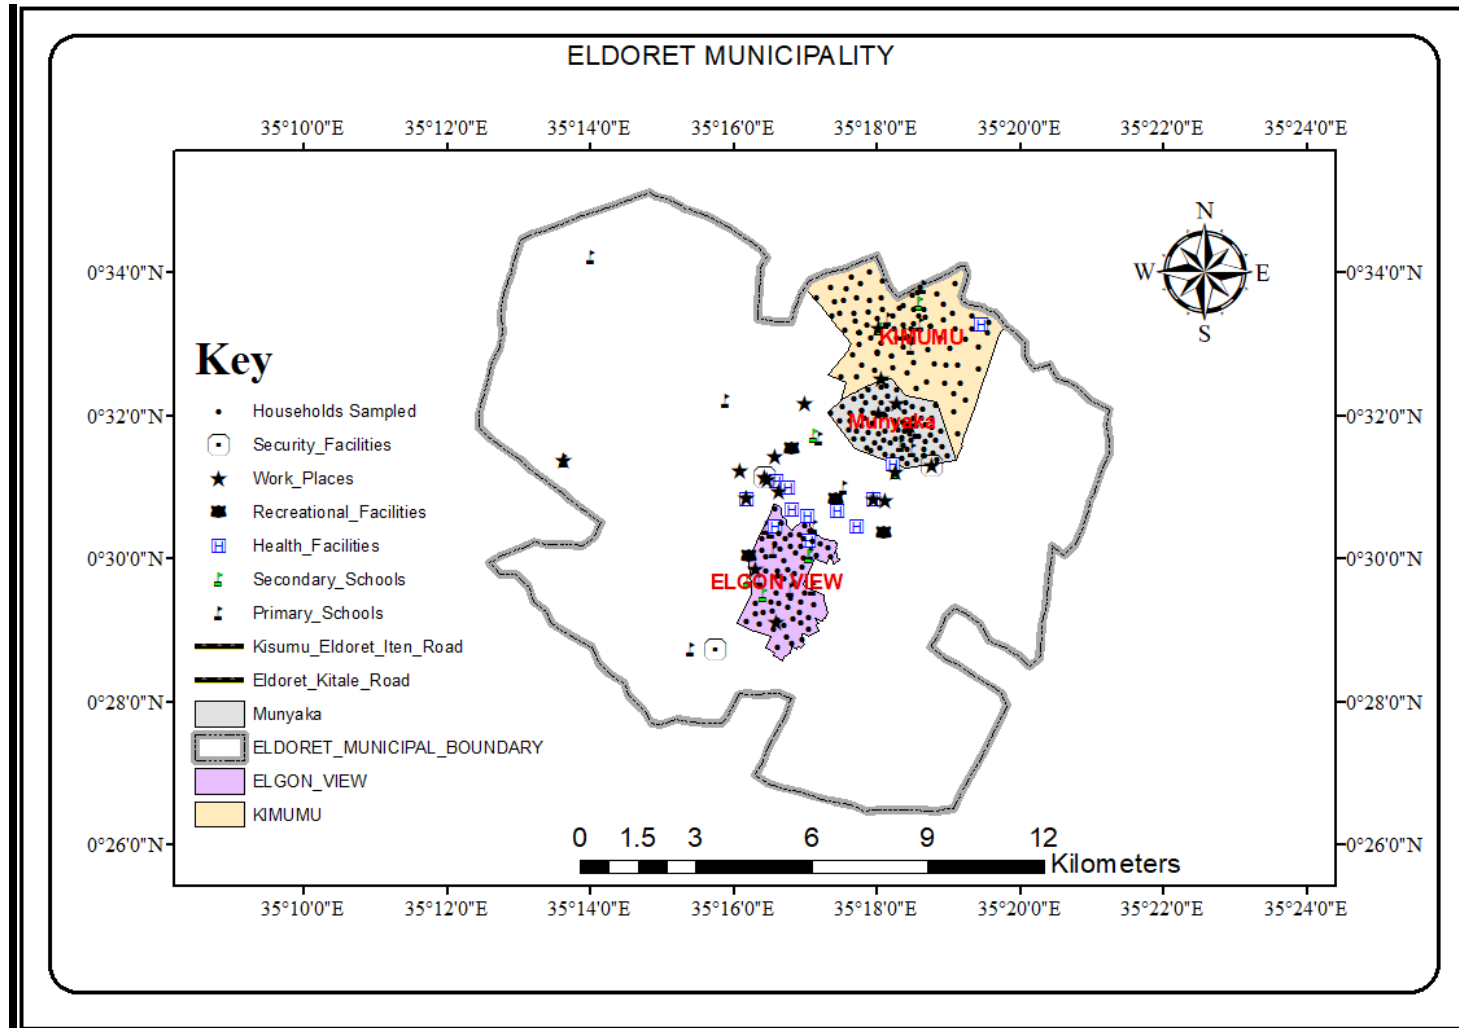 ELDORET MUNICIPALITY
35°10'0"E 35°12'0"E 35°14'0"E 35°16'0"E 35°18'0"E 35°20'0"E 35°22'0"E 35°24'0"E
N
W E
S
0°34'0"N 0°34'0"N
KIMUMU
Key
Households Sampled
0°32'0"N 0°32'0"N
Munyaka
Security_Facilities
Work_Places
Recreational_Facilities
Health_Facilities
0°30'0"N 0°30'0"N
Secondary_Schools
ELGON VIEW
Primary_Schools
Kisumu_Eldoret_Iten_Road
Eldoret_Kitale_Road
0°28'0"N 0°28'0"N
Munyaka
ELDORET_MUNICIPAL_BOUNDARY
ELGON_VIEW
KIMUMU
0 1.5 3 6 9 12
0°26'0"N 0°26'0"N
Kilometers
35°10'0"E 35°12'0"E 35°14'0"E 35°16'0"E 35°18'0"E 35°20'0"E 35°22'0"E 35°24'0"E